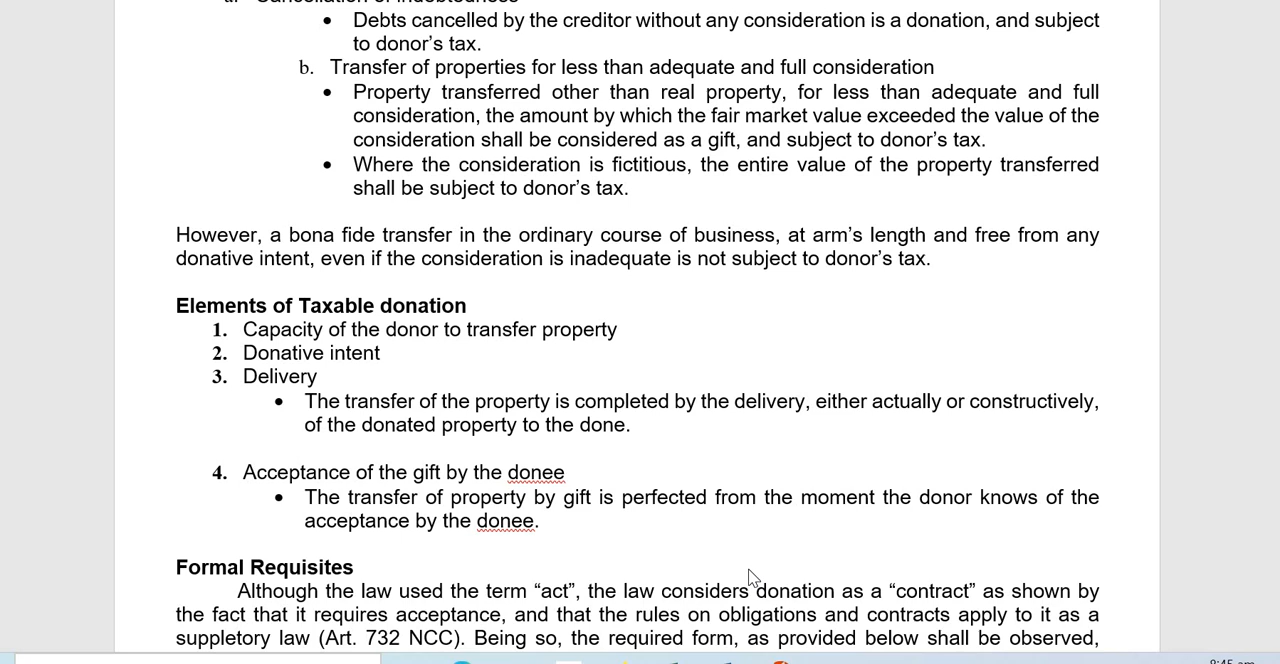 a. Cancellation of indebtedness
• Debts cancelled by the creditor without any consideration is a donation, and subject
to donor’s tax.
b. Transfer of properties for less than adequate and full consideration
• Property transferred other than real property, for less than adequate and full
consideration, the amount by which the fair market value exceeded the value of the
consideration shall be considered as a gift, and subject to donor’s tax.
• Where the consideration is fictitious, the entire value of the property transferred
shall be subject to donor’s tax.
However, a bona fide transfer in the ordinary course of business, at arm’s length and free from any
donative intent, even if the consideration is inadequate is not subject to donor’s tax.
Elements of Taxable donation
1. Capacity of the donor to transfer property
2. Donative intent
3. Delivery
• The transfer of the property is completed by the delivery, either actually or constructively,
of the donated property to the done.
4. Acceptance of the gift by the donee
• The transfer of property by gift is perfected from the moment the donor knows of the
acceptance by the donee.
Formal Requisites
Although the law used the term “act”, the law considers donation as a “contract” as shown by
the fact that it requires acceptance, and that the rules on obligations and contracts apply to it as a
suppletory law (Art. 732 NCC). Being so, the required form, as provided below shall be observed,